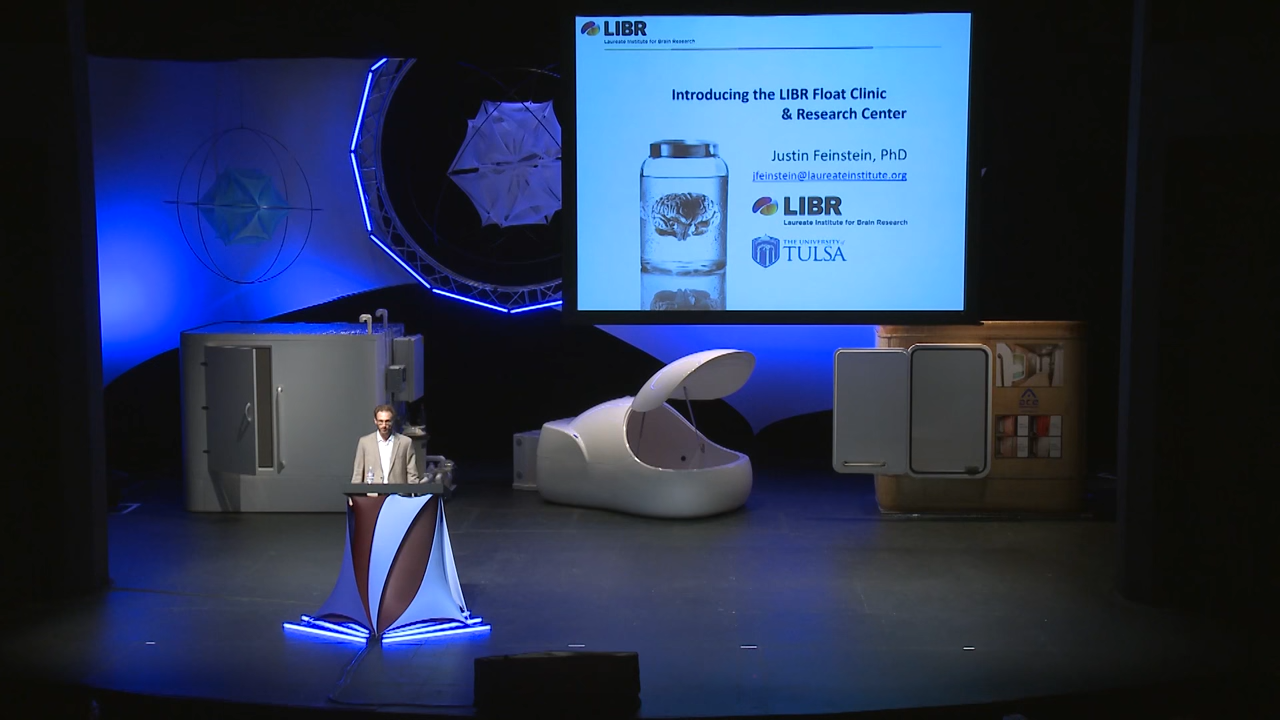 LIBR
Laureate Institute for Brain Research
Introducing the LIBR Float Clinic
& Research Center
Justin Feinstein, PhD
jfeinstein@laureateinstitute.org
LIBR
Laureate Institute for Brain Research
THE UNIVERSITY of
TULSA